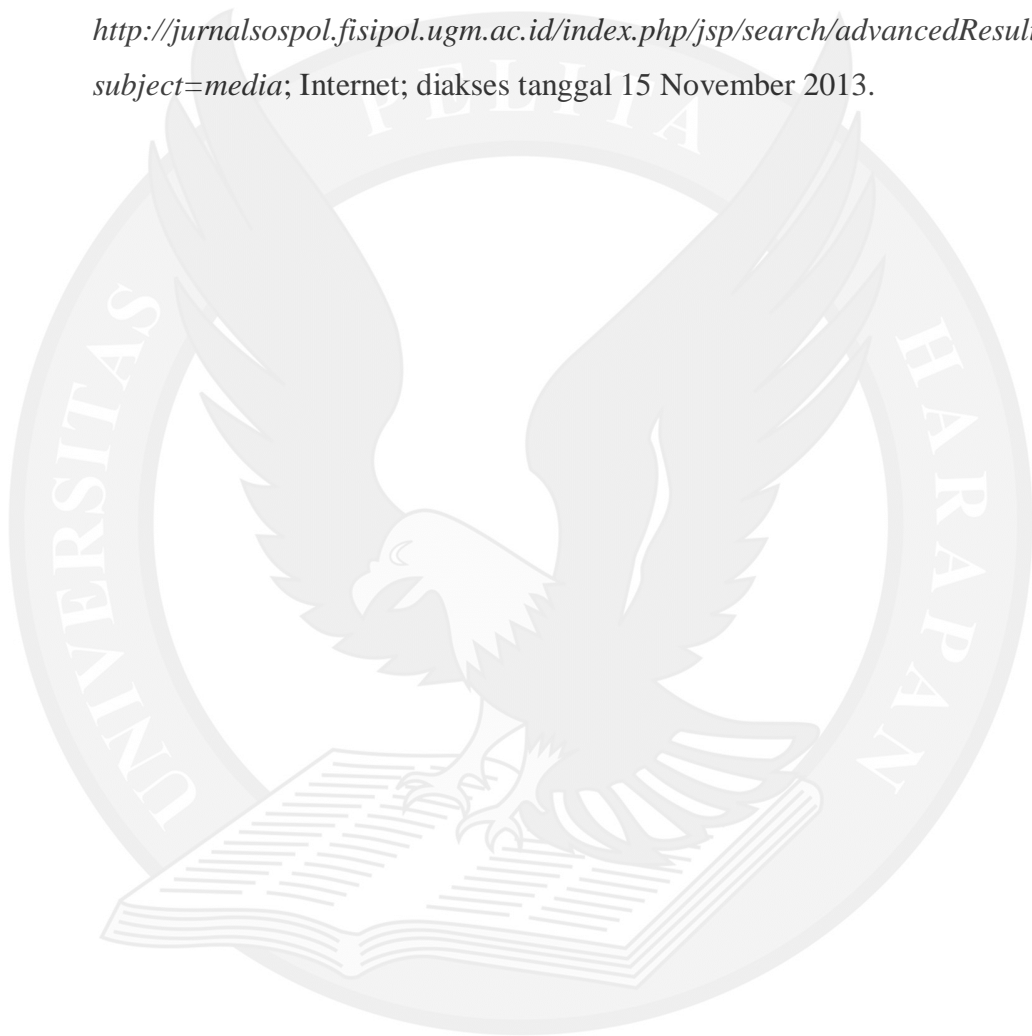 http://jurnalsospol.fisipol.ugm.ac.id/index.php/jsp/search/advancedResult
subject=media; Internet; diakses tanggal 15 November 2013.
UNIVERSITAS PELITA HARAPAN